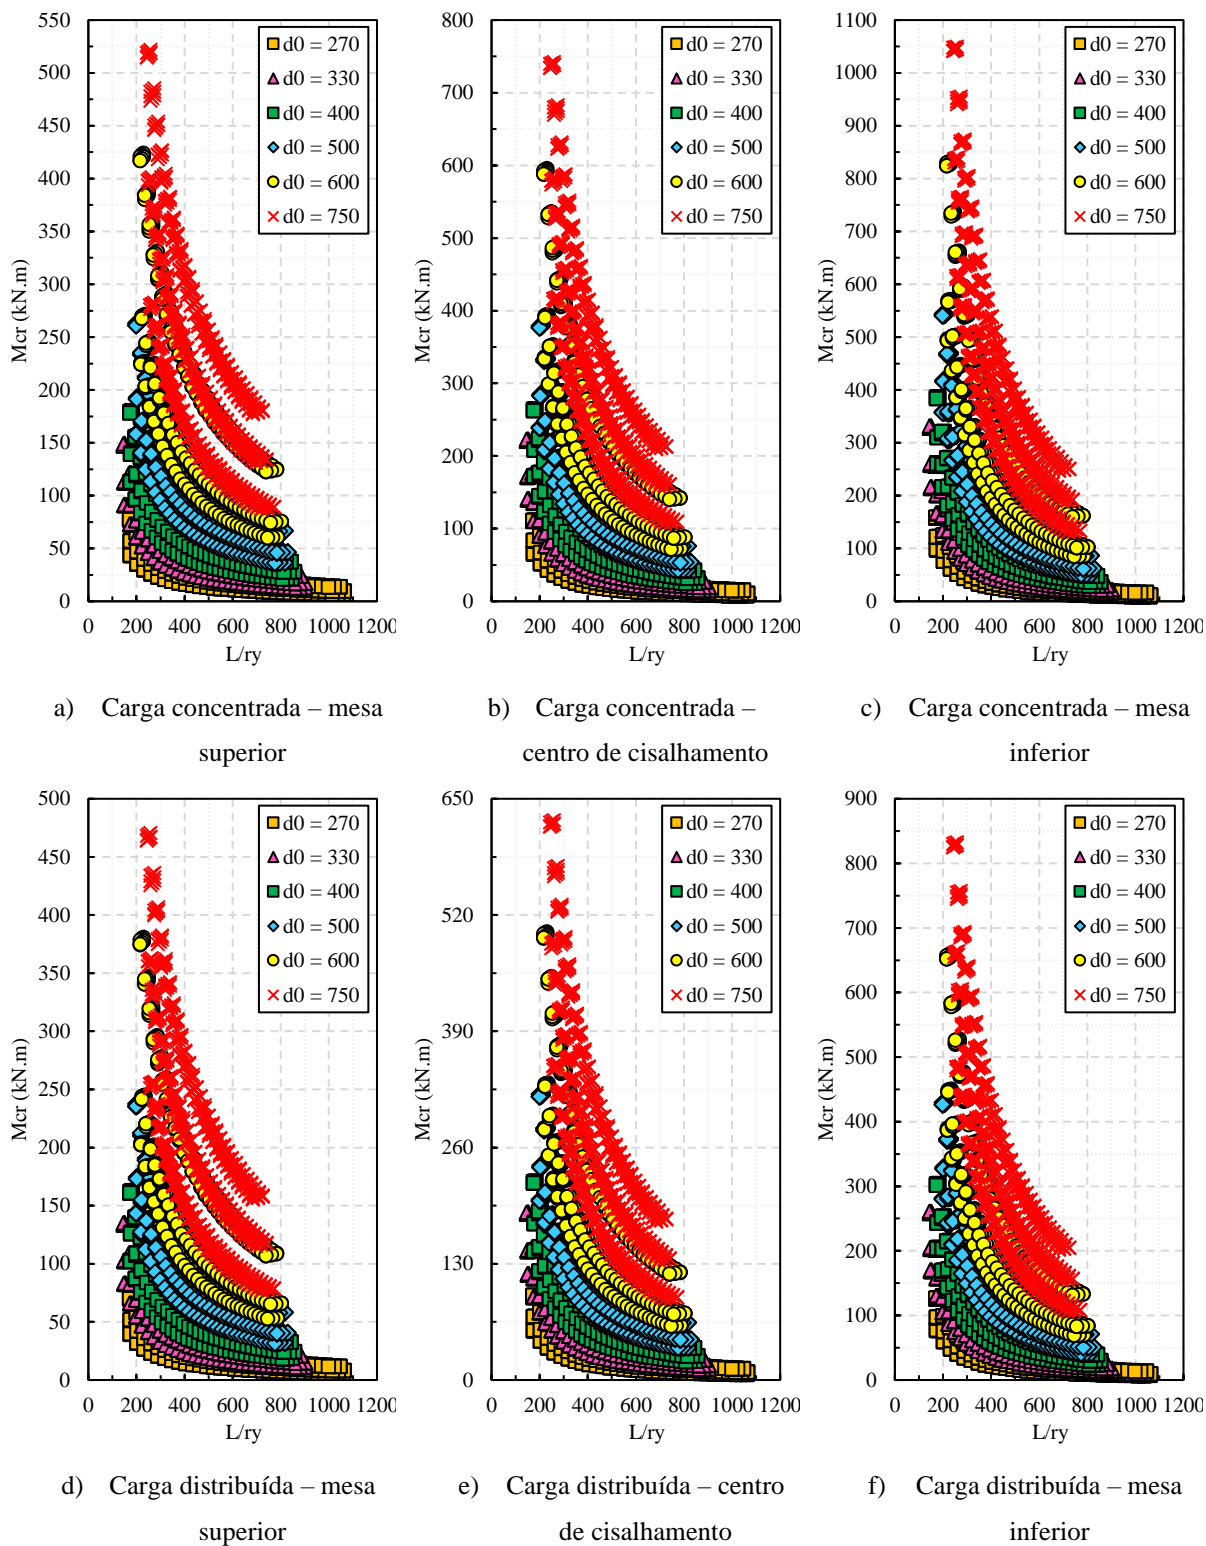 550
500
450
400
350
300
250
200
150
100
50
0
0 200 400 600 800 1000 1200
Mcr (kN.m)
L/ry
d0 = 270
d0 = 330
d0 = 400
d0 = 500
d0 = 600
d0 = 750
a) Carga concentrada – mesa
superior
800
700
600
500
400
300
200
100
0
0 200 400 600 800 1000 1200
Mcr (kN.m)
L/ry
d0 = 270
d0 = 330
d0 = 400
d0 = 500
d0 = 600
d0 = 750
b) Carga concentrada –
centro de cisalhamento
1100
1000
900
800
700
600
500
400
300
200
100
0
0 200 400 600 800 1000 1200
Mcr (kN.m)
L/ry
d0 = 270
d0 = 330
d0 = 400
d0 = 500
d0 = 600
d0 = 750
c) Carga concentrada – mesa
inferior
500
450
400
350
300
250
200
150
100
50
0
0 200 400 600 800 1000 1200
Mcr (kN.m)
L/ry
d0 = 270
d0 = 330
d0 = 400
d0 = 500
d0 = 600
d0 = 750
d) Carga distribuída – mesa
superior
650
520
390
260
130
0
0 200 400 600 800 1000 1200
Mcr (kN.m)
L/ry
d0 = 270
d0 = 330
d0 = 400
d0 = 500
d0 = 600
d0 = 750
e) Carga distribuída – centro
de cisalhamento
900
800
700
600
500
400
300
200
100
0
0 200 400 600 800 1000 1200
Mcr (kN.m)
L/ry
d0 = 270
d0 = 330
d0 = 400
d0 = 500
d0 = 600
d0 = 750
f) Carga distribuída – mesa
inferior